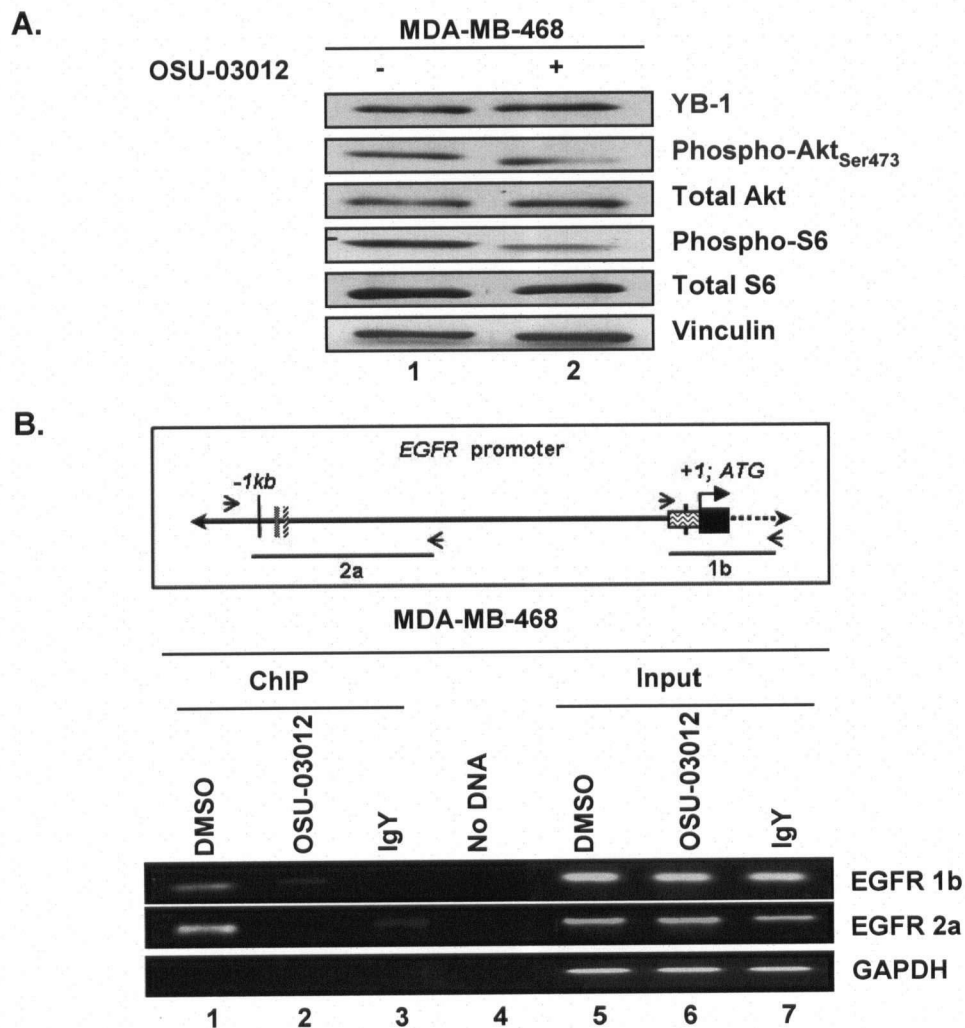 A.
MDA-MB-468
OSU-03012 - +
YB-1
Phospho-AktSer473
Total Akt
Phospho-S6
Total S6
Vinculin
1 2
B.
EGFR promoter
-1kb
+1; ATG
2a
1b
MDA-MB-468
ChIP Input
DMSO OSU-03012 IgY No DNA DMSO OSU-03012 IgY
EGFR 1b
EGFR 2a
GAPDH
1 2 3 4 5 6 7